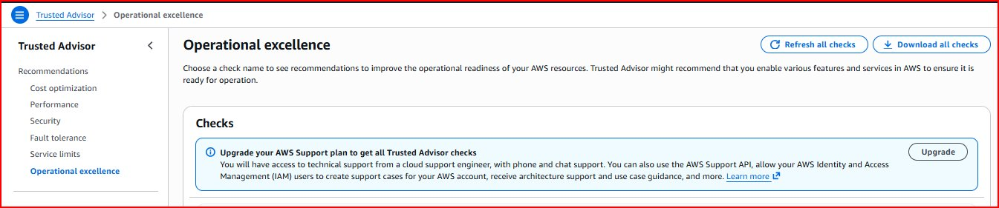 Trusted Advisor > Operational excellence
Trusted Advisor
Recommendations
Cost optimization
Performance
Security
Fault tolerance
Service limits
Operational excellence
Operational excellence
Refresh all checks
Download all checks
Choose a check name to see recommendations to improve the operational readiness of your AWS resources. Trusted Advisor might recommend that you enable various features and services in AWS to ensure it is
ready for operation.
Checks
Upgrade your AWS Support plan to get all Trusted Advisor checks
You will have access to technical support from a cloud support engineer, with phone and chat support. You can also use the AWS Support API, allow your AWS Identity and Access
Management (IAM) users to create support cases for your AWS account, receive architecture support and use case guidance, and more. Learn more
Upgrade